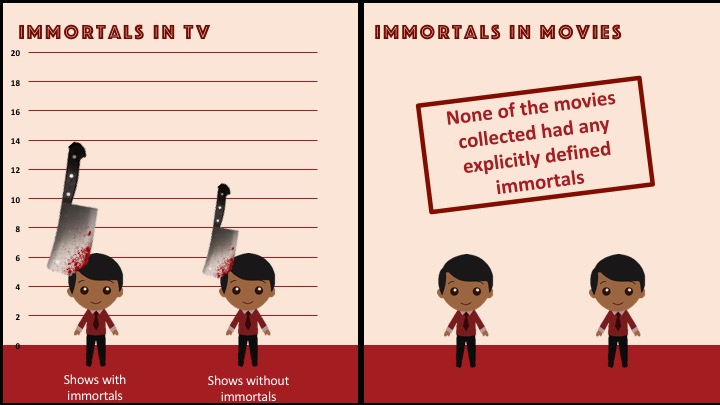 IMMORTALS IN TV
20
18
16
14
12
10
8
6
4
2
0
Shows with
immortals
Shows without
immortals
IMMORTALS IN MOVIES
None of the movies
collected had any
explicitly defined
immortals